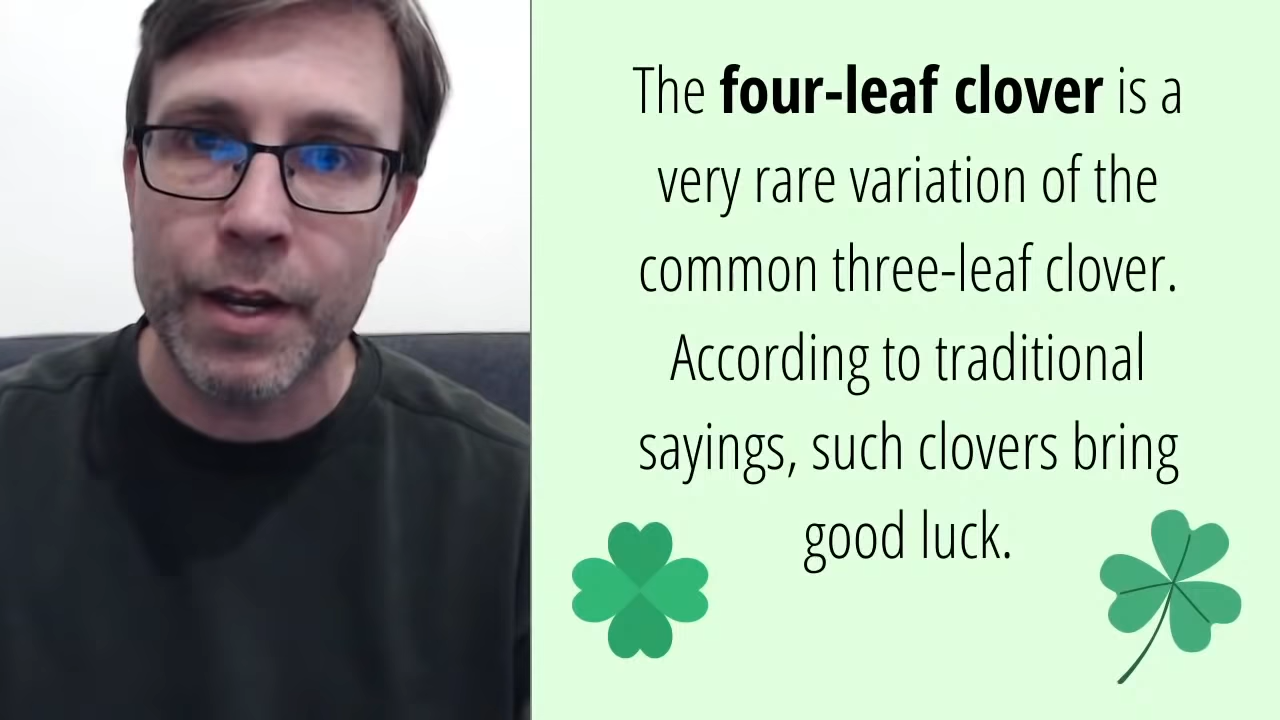 The four-leaf clover is a
very rare variation of the
common three-leaf clover.
According to traditional
sayings, such clovers bring
good luck.